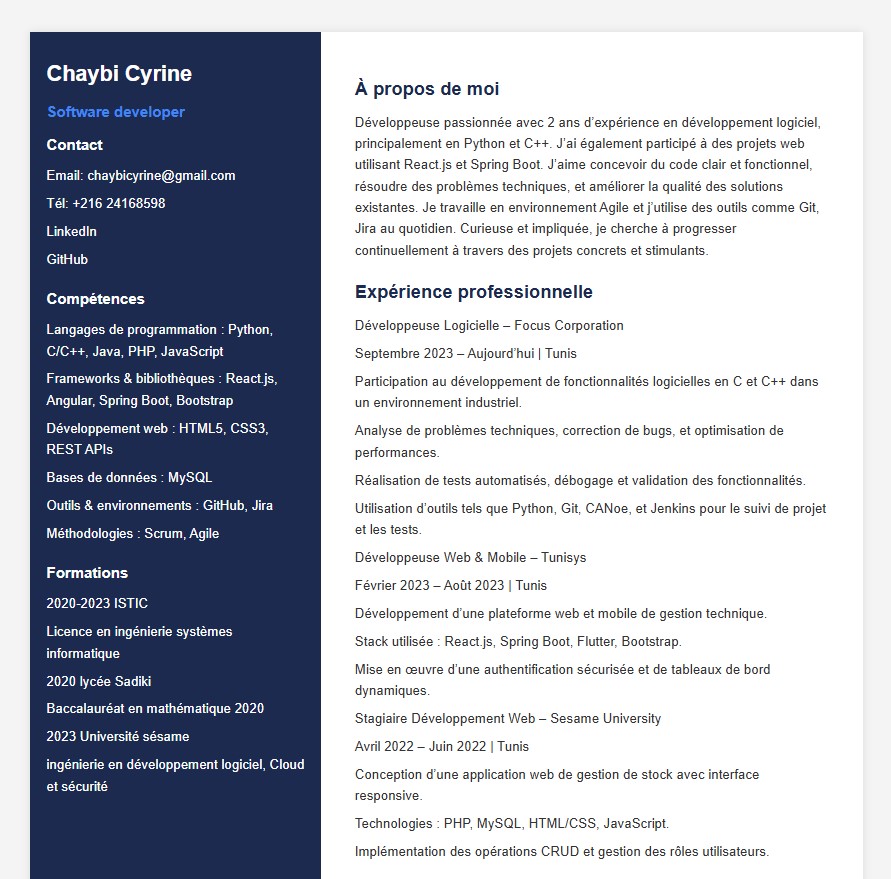 Chaybi Cyrine
Software developer
Contact
Email: chaybicyrine@gmail.com
Tél: +216 24168598
LinkedIn
GitHub
Compétences
Langages de programmation : Python,
C/C++, Java, PHP, JavaScript
Frameworks & bibliothèques : React.js,
Angular, Spring Boot, Bootstrap
Développement web : HTML5, CSS3,
REST APIs
Bases de données : MySQL
Outils & environnements : GitHub, Jira
Méthodologies : Scrum, Agile
Formations
2020-2023 ISTIC
Licence en ingénierie systèmes
informatique
2020 lycée Sadiki
Baccalauréat en mathématique 2020
2023 Université sésame
ingénierie en développement logiciel, Cloud
et sécurité
À propos de moi
Développeuse passionnée avec 2 ans d’expérience en développement logiciel,
principalement en Python et C++. J’ai également participé à des projets web
utilisant React.js et Spring Boot. J’aime concevoir du code clair et fonctionnel,
résoudre des problèmes techniques, et améliorer la qualité des solutions
existantes. Je travaille en environnement Agile et j’utilise des outils comme Git,
Jira au quotidien. Curieuse et impliquée, je cherche à progresser
continuellement à travers des projets concrets et stimulants.
Expérience professionnelle
Développeuse Logicielle – Focus Corporation
Septembre 2023 – Aujourd’hui | Tunis
Participation au développement de fonctionnalités logicielles en C et C++ dans
un environnement industriel.
Analyse de problèmes techniques, correction de bugs, et optimisation de
performances.
Réalisation de tests automatisés, débogage et validation des fonctionnalités.
Utilisation d’outils tels que Python, Git, CANoe, et Jenkins pour le suivi de projet
et les tests.
Développeuse Web & Mobile – Tunisys
Février 2023 – Août 2023 | Tunis
Développement d’une plateforme web et mobile de gestion technique.
Stack utilisée : React.js, Spring Boot, Flutter, Bootstrap.
Mise en œuvre d’une authentification sécurisée et de tableaux de bord
dynamiques.
Stagiaire Développement Web – Sesame University
Avril 2022 – Juin 2022 | Tunis
Conception d’une application web de gestion de stock avec interface
responsive.
Technologies : PHP, MySQL, HTML/CSS, JavaScript.
Implémentation des opérations CRUD et gestion des rôles utilisateurs.